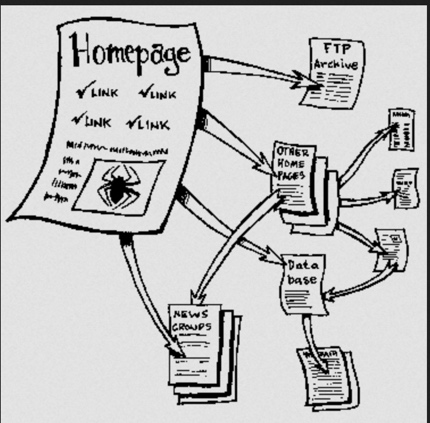 Homepage
✓LINK ✓LINK
✓LINK ✓LINK
FTP
Archive
OTHER
HOME
PAGES
Data
base
NEWS
GROUPS